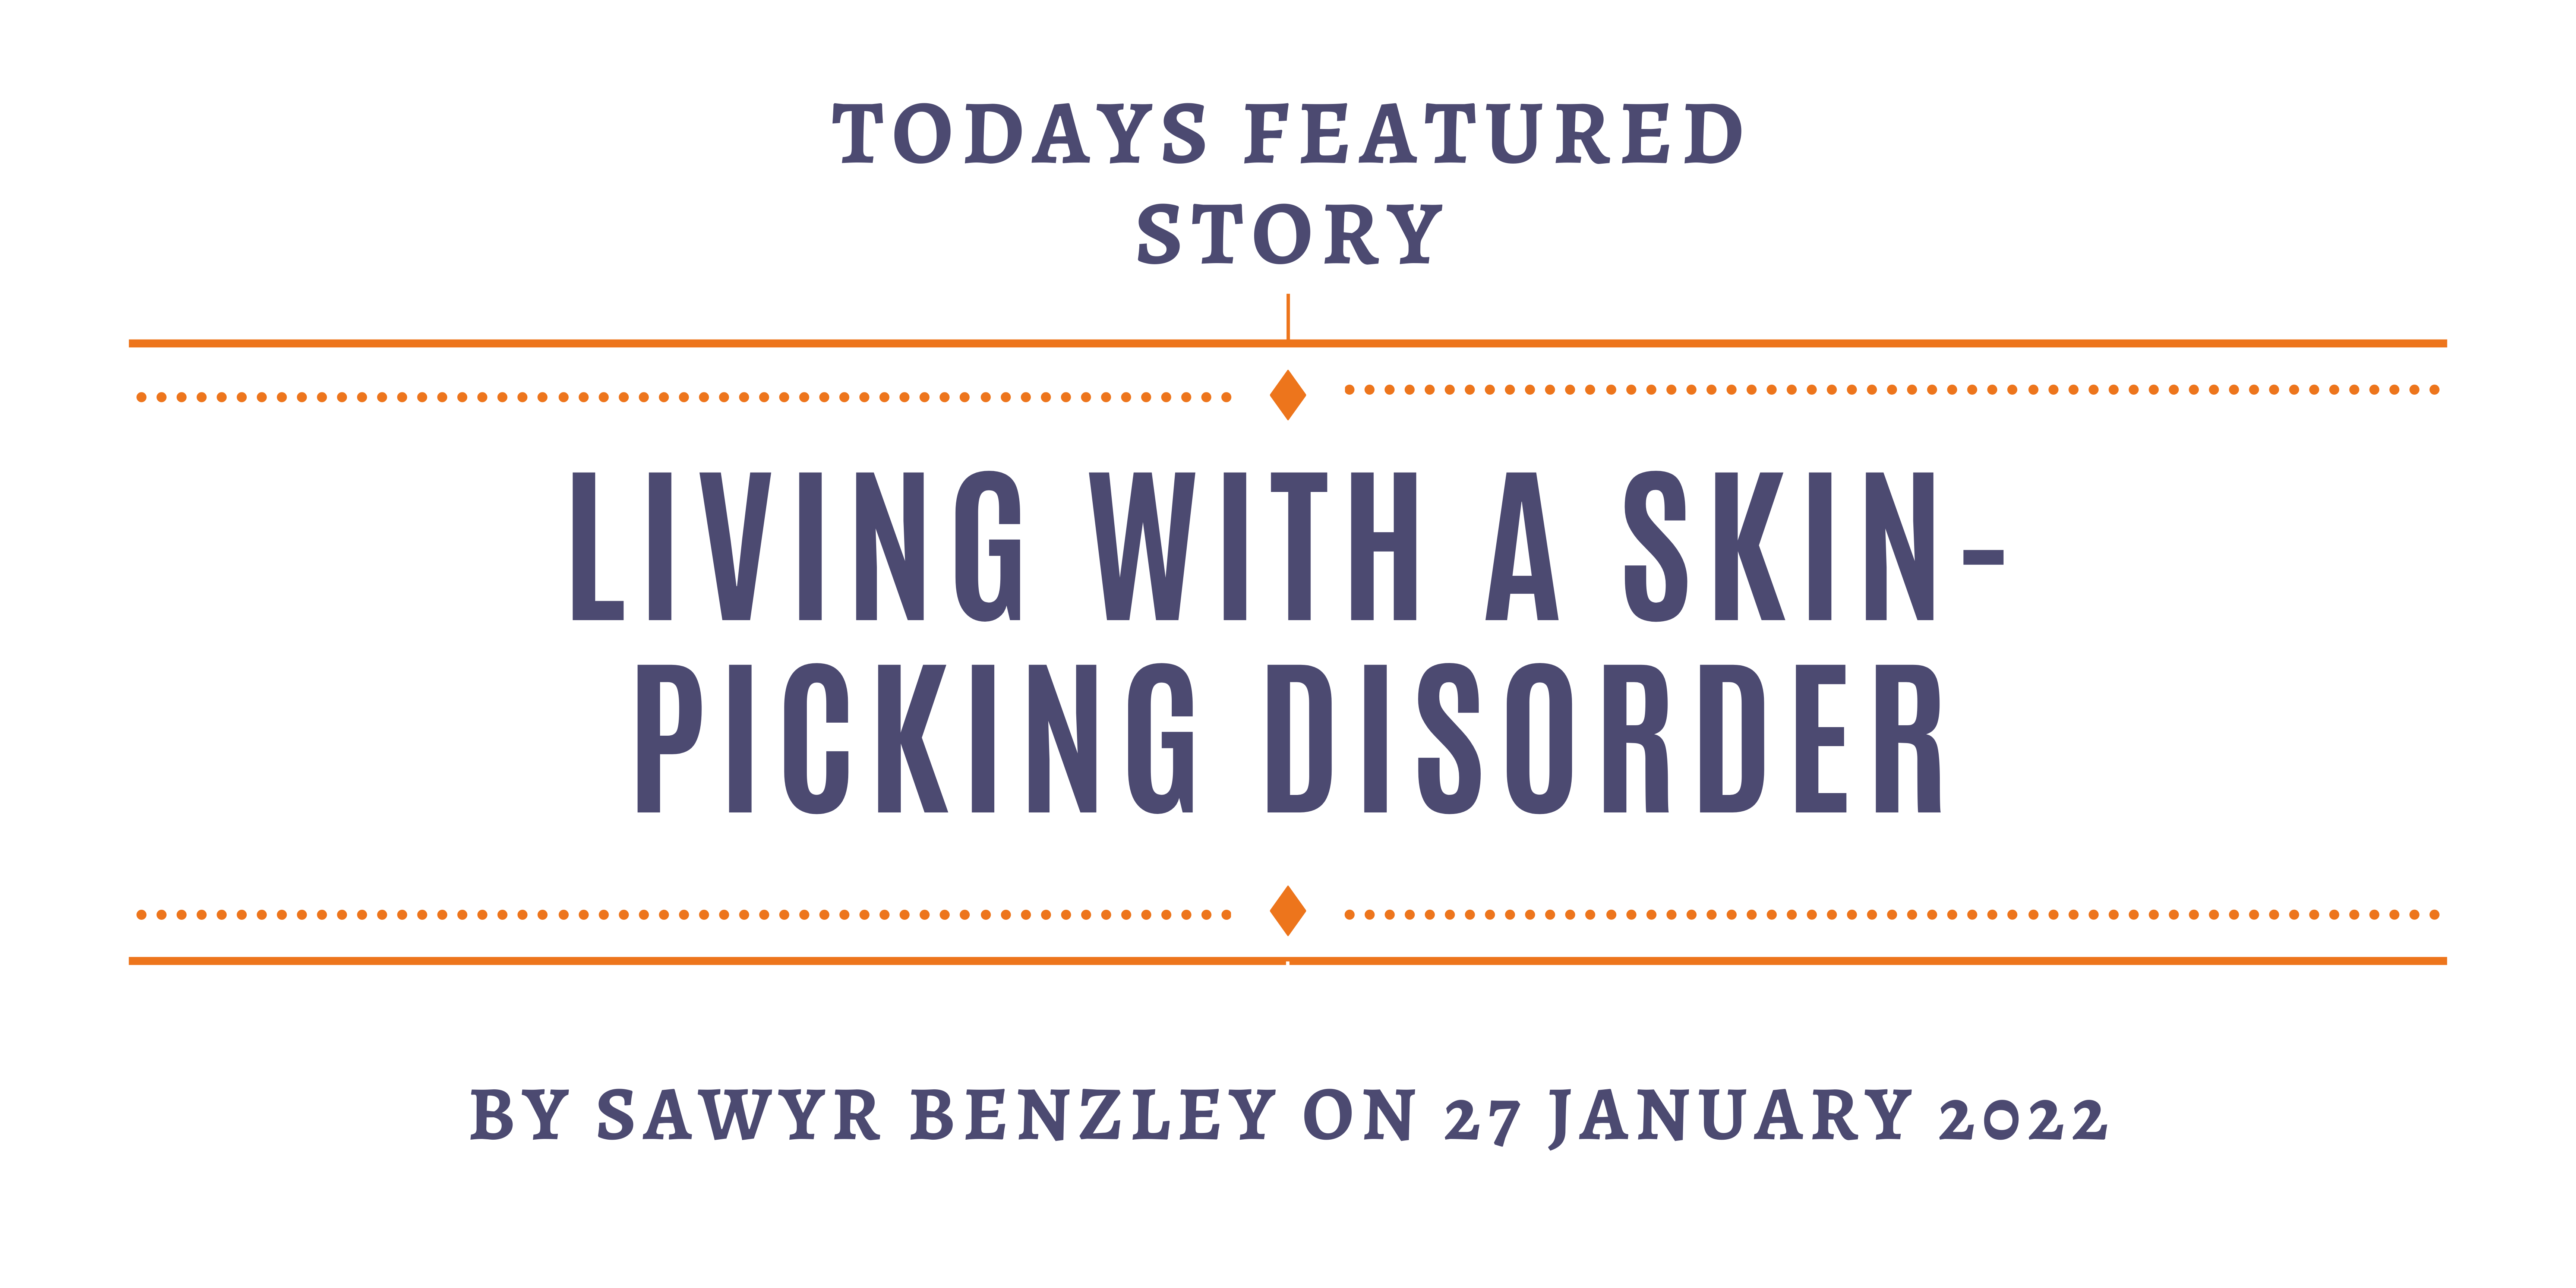 TODAYS FEATURED
STORY
LIVING WITH A SKIN-
PICKING DISORDER
BY SAWYR BENZLEY ON 27 JANUARY 2022